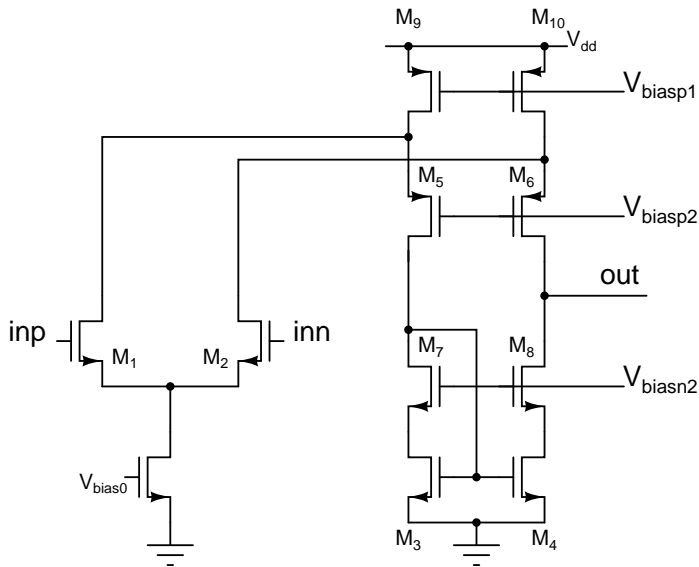 M9 M10
Vdd
Vbiasp1
M5 M6
Vbiasp2
out
inp M1 M2 inn
M7 M8
Vbiasn2
Vbias0
M3 M4